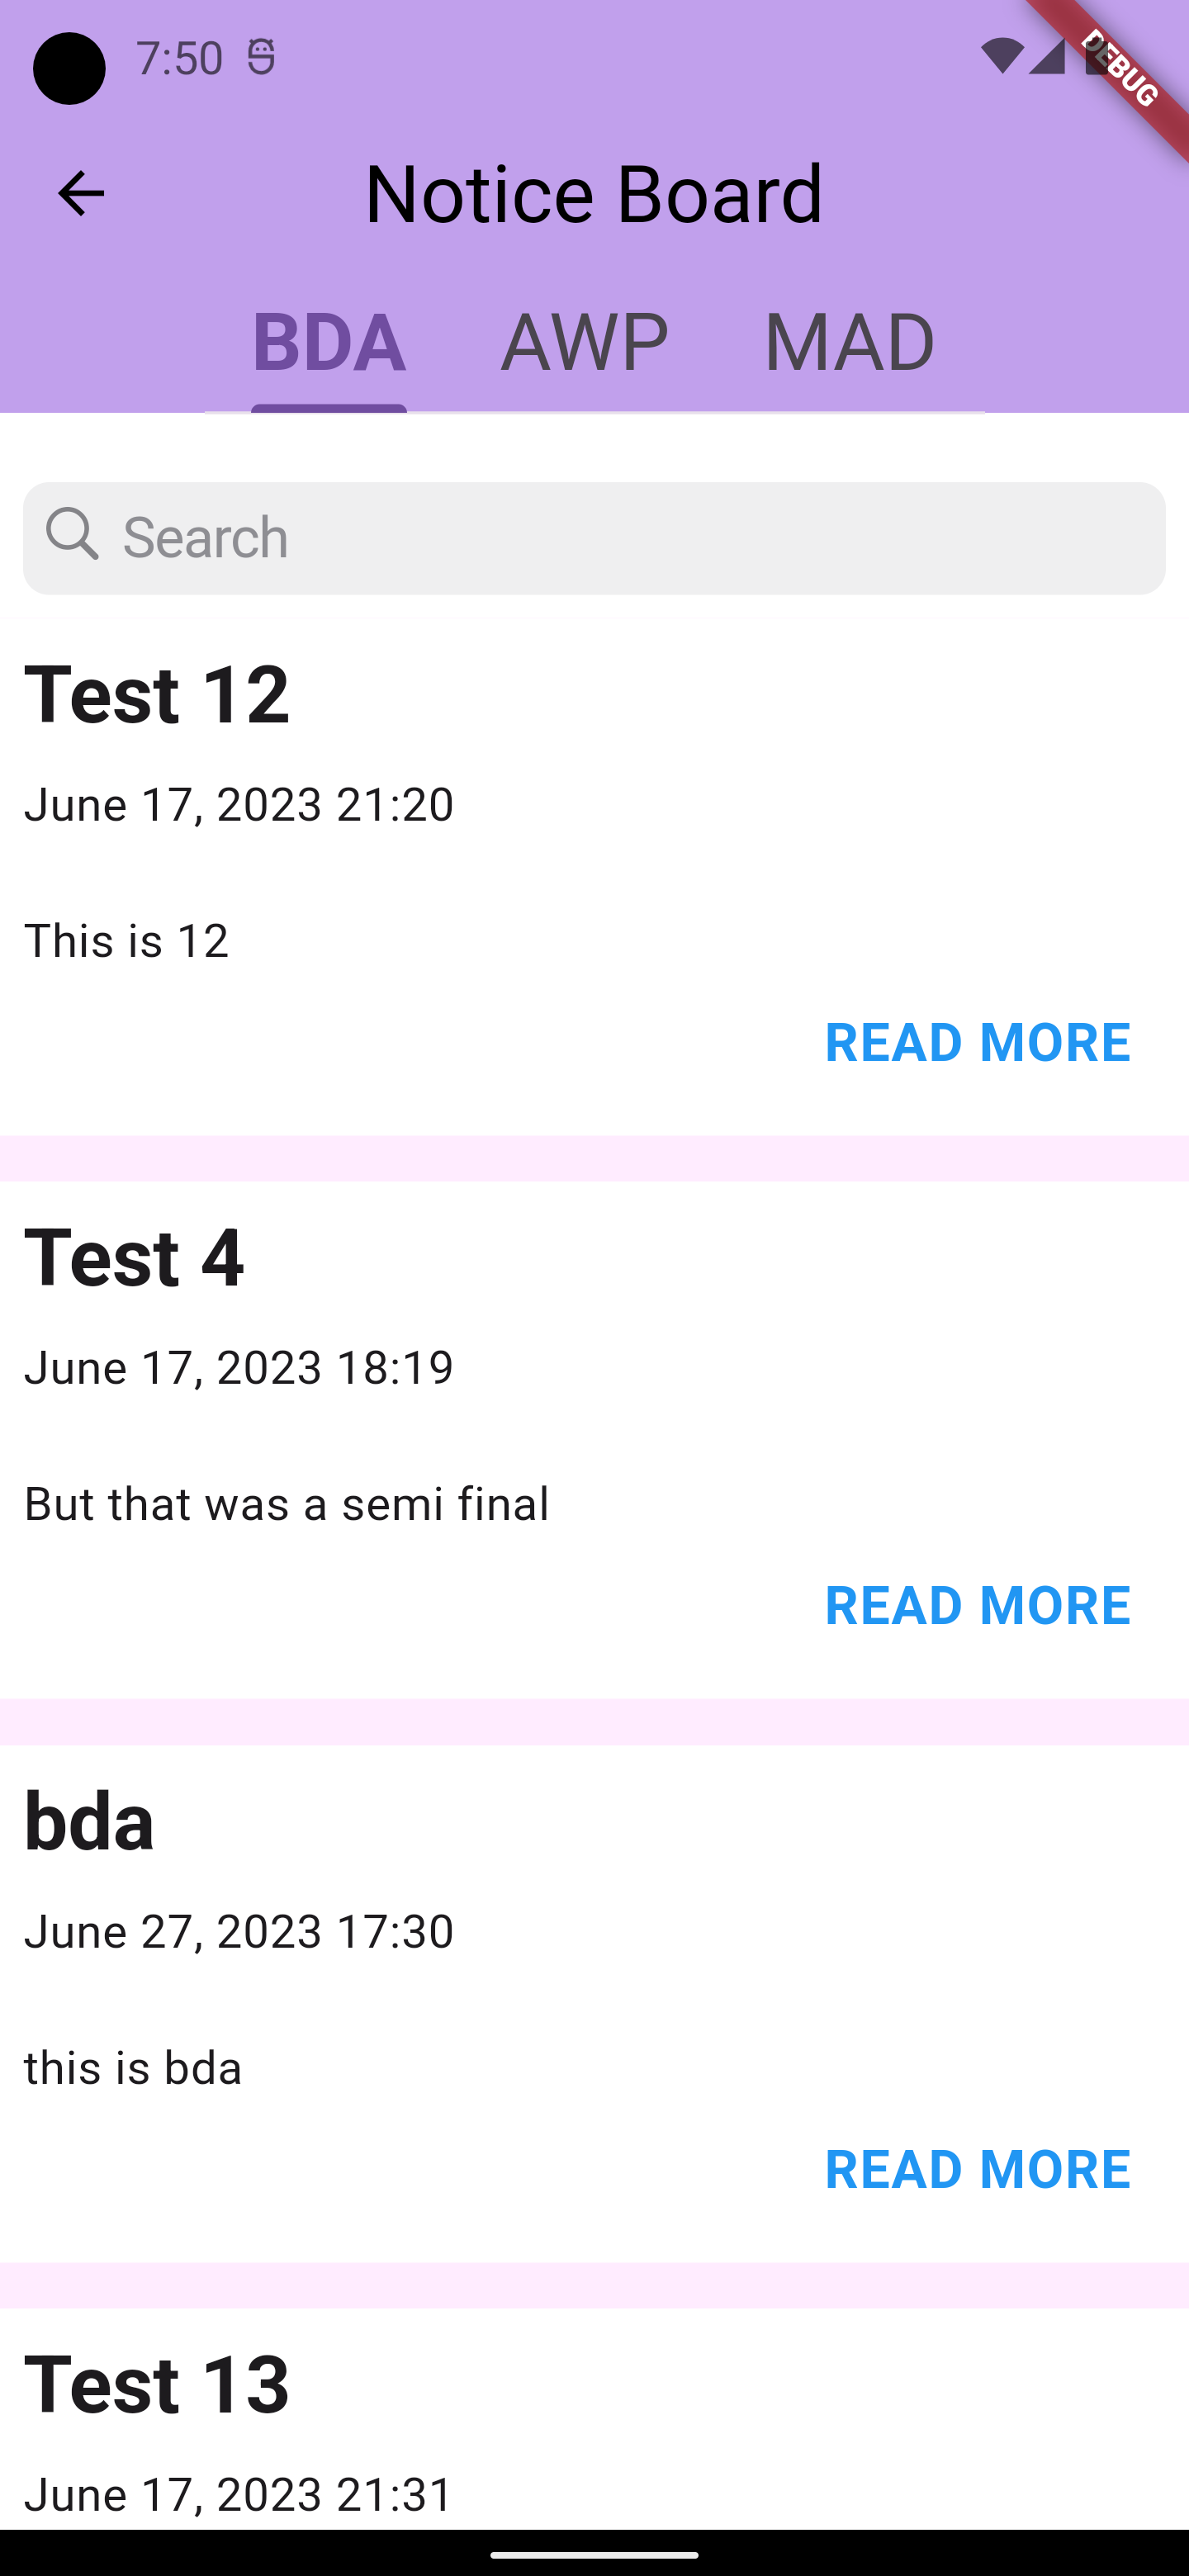 7:50
DEBUG
Notice Board
BDA AWP MAD
Search
Test 12
June 17, 2023 21:20
This is 12
READ MORE
Test 4
June 17, 2023 18:19
But that was a semi final
READ MORE
bda
June 27, 2023 17:30
this is bda
READ MORE
Test 13
June 17, 2023 21:31